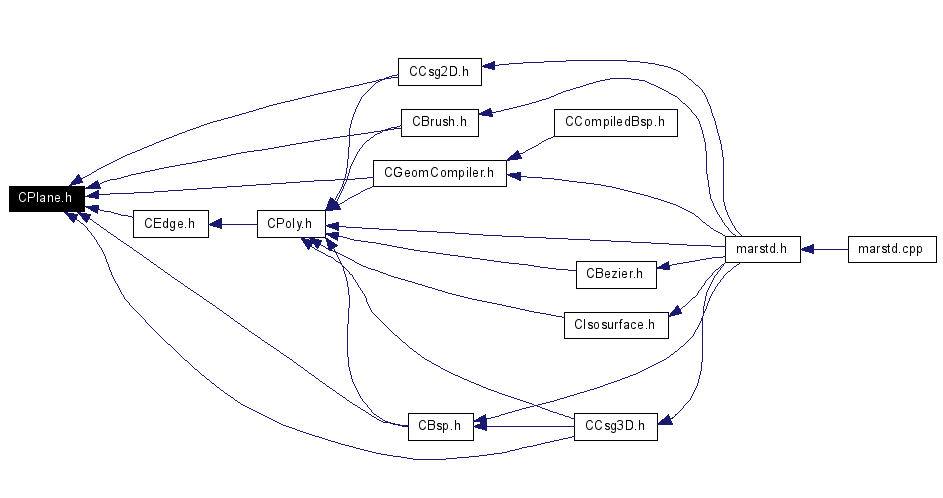 CCsg2D.h
CBrush.h
CCompiledBsp.h
CGeomCompiler.h
CPlane.h
CEdge.h
CPoly.h
marstd.h
marstd.cpp
CBezier.h
CIsosurface.h
CBsp.h
CCsg3D.h